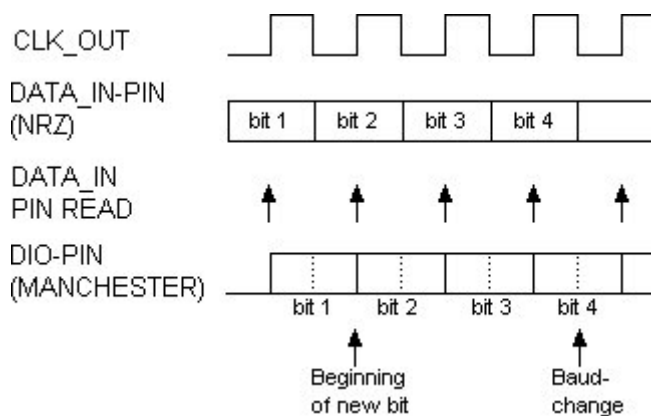 CLK_OUT
DATA_IN-PIN
(NRZ)
bit 1 bit 2 bit 3 bit 4
DATA_IN
PIN READ
DIO-PIN
(MANCHESTER)
bit 1 bit 2 bit 3 bit 4
Beginning
of new bit
Baud-
change